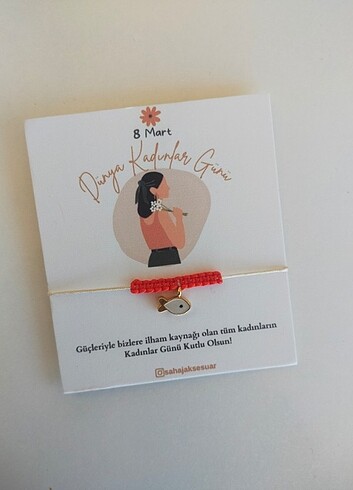 8 Mart
Dünya Kadınlar Günü
Güçleriyle bizlere ilham kaynağı olan tüm kadınların
Kadınlar Günü Kutlu Olsun!
sahajaksesuar